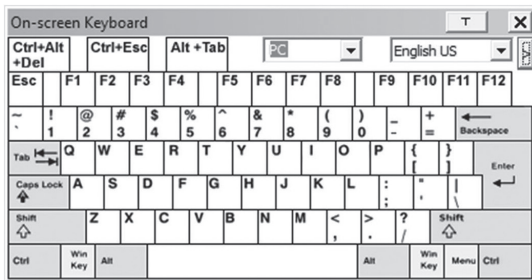 On-screen Keyboard T X
Ctrl+Alt Ctrl+Esc Alt +Tab PC English US
+Del
Esc F1 F2 F3 F4 F5 F6 F7 F8 F9 F10 F11 F12
~ ! @ # $ % ^ & * ( ) _ +
` 1 2 3 4 5 6 7 8 9 0 - = Backspace
Tab Q W E R T Y U I O P { }
[ ] Enter
Caps Lock A S D F G H J K L : " |
; ' \
Shift Z X C V B N M < > ? Shift
, . /
Ctrl Win Key Alt Alt Win Key Menu Ctrl